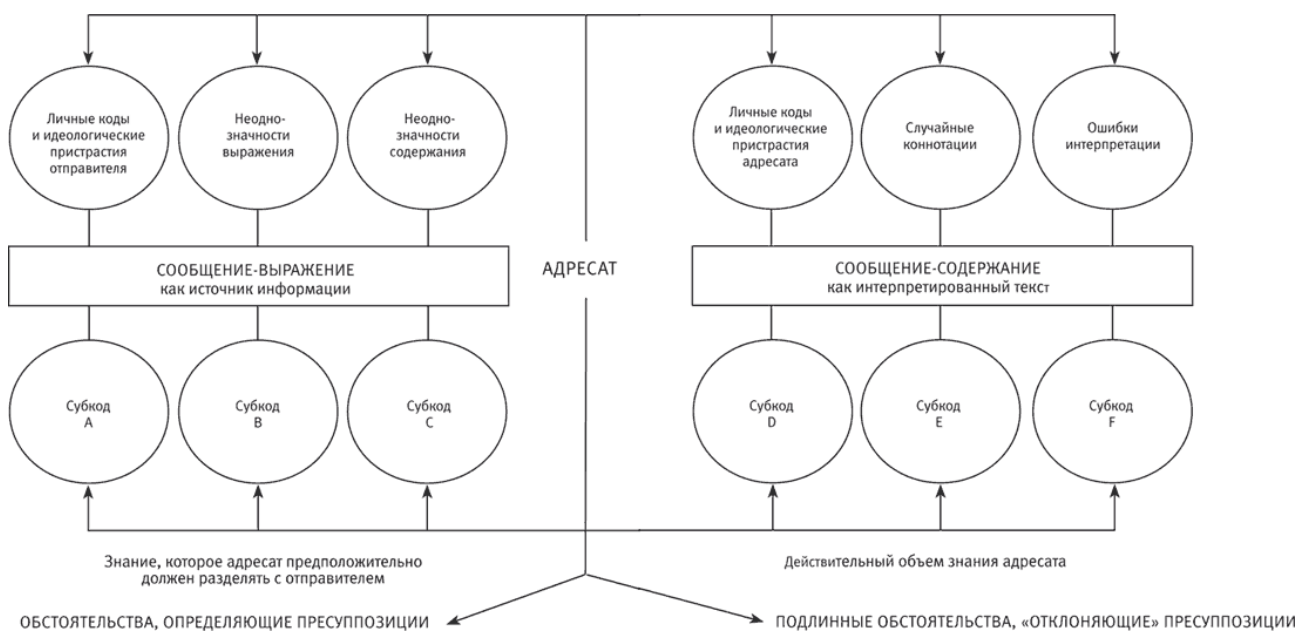 Личные коды
и идеологические
пристрастия
отправителя
Неодно-
значности
выражения
Неодно-
значности
содержания
Личные коды
и идеологические
пристрастия
адресата
Случайные
коннотации
Ошибки
интерпретации
СООБЩЕНИЕ-ВЫРАЖЕНИЕ
как источник информации
АДРЕСАТ
СООБЩЕНИЕ-СОДЕРЖАНИЕ
как интерпретированный текст
Субкод
A
Субкод
B
Субкод
C
Субкод
D
Субкод
E
Субкод
F
Знание, которое адресат предположительно
должен разделять с отправителем
Действительный объем знания адресата
ОБСТОЯТЕЛЬСТВА, ОПРЕДЕЛЯЮЩИЕ ПРЕСУППОЗИЦИИ
ПОДЛИННЫЕ ОБСТОЯТЕЛЬСТВА, «ОТКЛОНЯЮЩИЕ» ПРЕСУППОЗИЦИИ